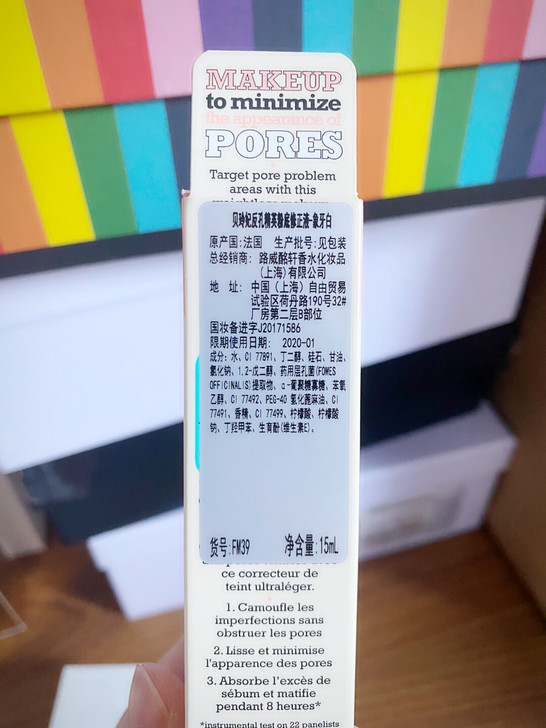 MAKEUP
to minimize
the appearance of
PORES
Target pore problem
areas with this
贝玲妃反孔精英黏底修正液-象牙白
原产国:法国 生产批号:见包装
总经销商: 路威酩轩香水化妆品
(上海)有限公司
地 址: 中国(上海)自由贸易
试验区荷丹路190号32#
厂房第二层B部位
国妆备进字J20171586
限期使用日期: 2020-01
成分: 水、CI 77891、丁二醇、硅石、甘油、
氯化钠、1,2-戊二醇、药用层孔菌(FOMES
OFFICINALIS)提取物、α-葡聚糖寡糖、苯氧
乙醇、CI 77492、PEG-40 氢化蓖麻油、CI
77491、香精、CI 77499、柠檬酸、柠檬酸
钠、丁羟甲苯、生育酚(维生素E)。
货号:FM39 净含量:15mL
ce correcteur de
teint ultraléger.
1. Camoufle les
imperfections sans
obstruer les pores
2. Lisse et minimise
l'apparence des pores
3. Absorbe l'excès de
sébum et matifie
pendant 8 heures*
*instrumental test on 22 panelists